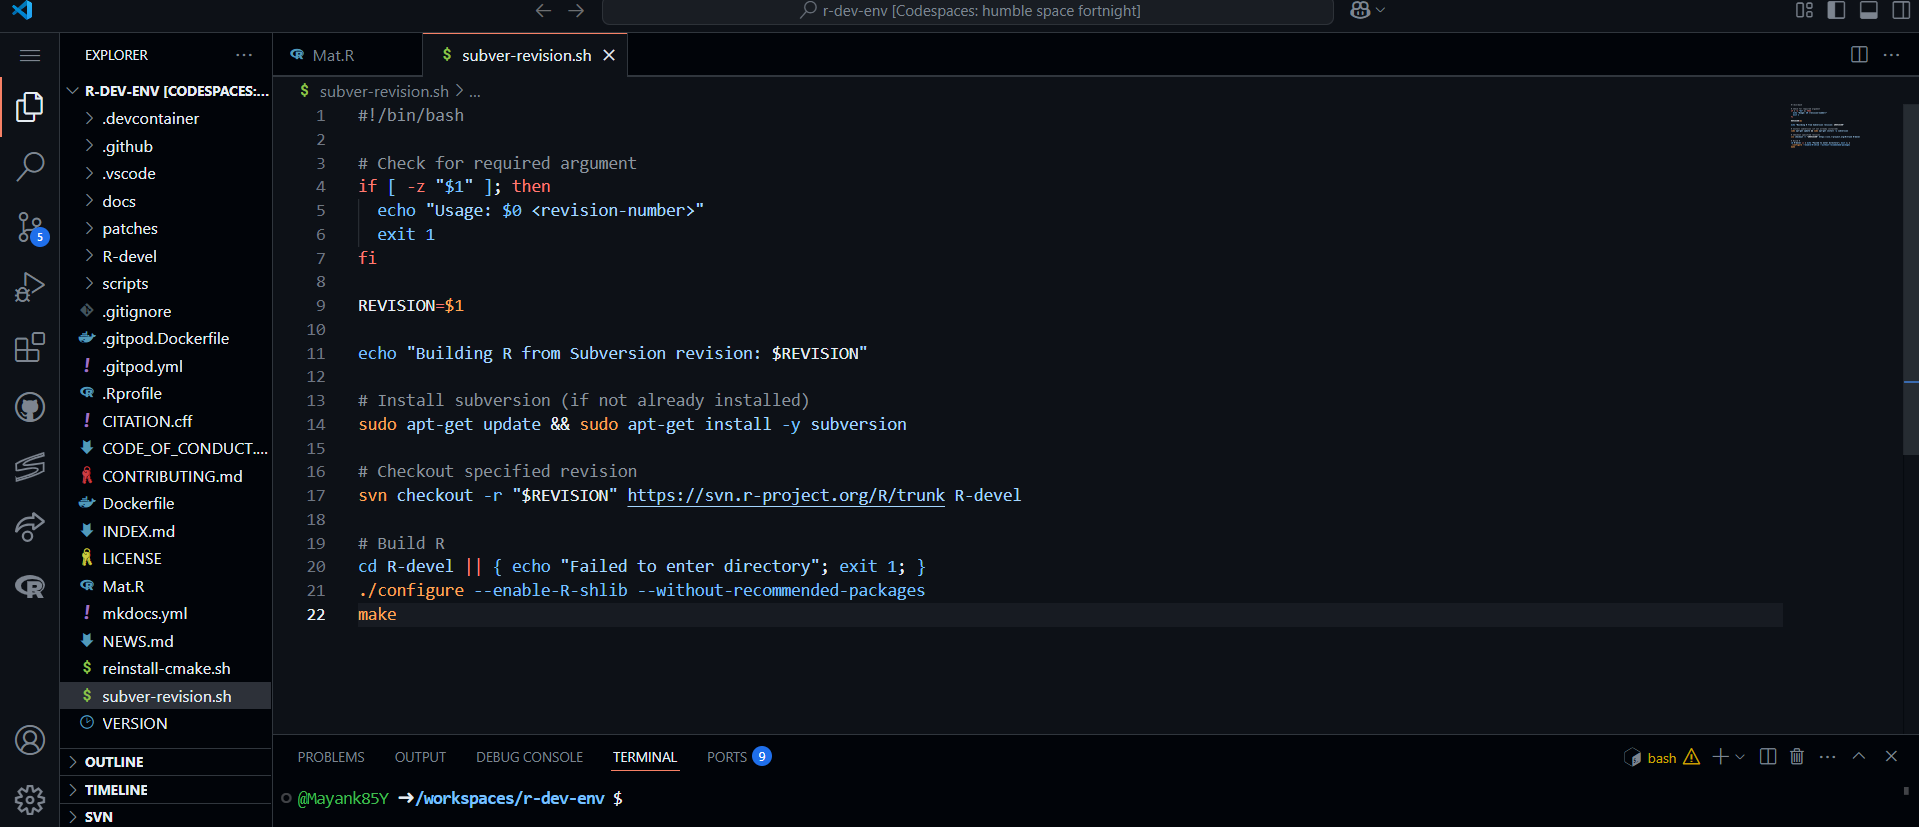 r-dev-env [Codespaces: humble space fortnight]
EXPLORER
R-DEV-ENV [CODESPACES:...
.devcontainer
.github
.vscode
docs
patches
R-devel
scripts
.gitignore
.gitpod.Dockerfile
.gitpod.yml
.Rprofile
CITATION.cff
CODE_OF_CONDUCT....
CONTRIBUTING.md
Dockerfile
INDEX.md
LICENSE
Mat.R
mkdocs.yml
NEWS.md
reinstall-cmake.sh
subver-revision.sh
VERSION
OUTLINE
TIMELINE
SVN
5
Mat.R
$ subver-revision.sh
$ subver-revision.sh > ...
1 #!/bin/bash
2
3 # Check for required argument
4 if [ -z "$1" ]; then
5 echo "Usage: $0 <revision-number>"
6 exit 1
7 fi
8
9 REVISION=$1
10
11 echo "Building R from Subversion revision: $REVISION"
12
13 # Install subversion (if not already installed)
14 sudo apt-get update && sudo apt-get install -y subversion
15
16 # Checkout specified revision
17 svn checkout -r "$REVISION" https://svn.r-project.org/R/trunk R-devel
18
19 # Build R
20 cd R-devel || { echo "Failed to enter directory"; exit 1; }
21 ./configure --enable-R-shlib --without-recommended-packages
22 make
PROBLEMS OUTPUT DEBUG CONSOLE TERMINAL PORTS 9
bash
@Mayank85Y ➜/workspaces/r-dev-env $